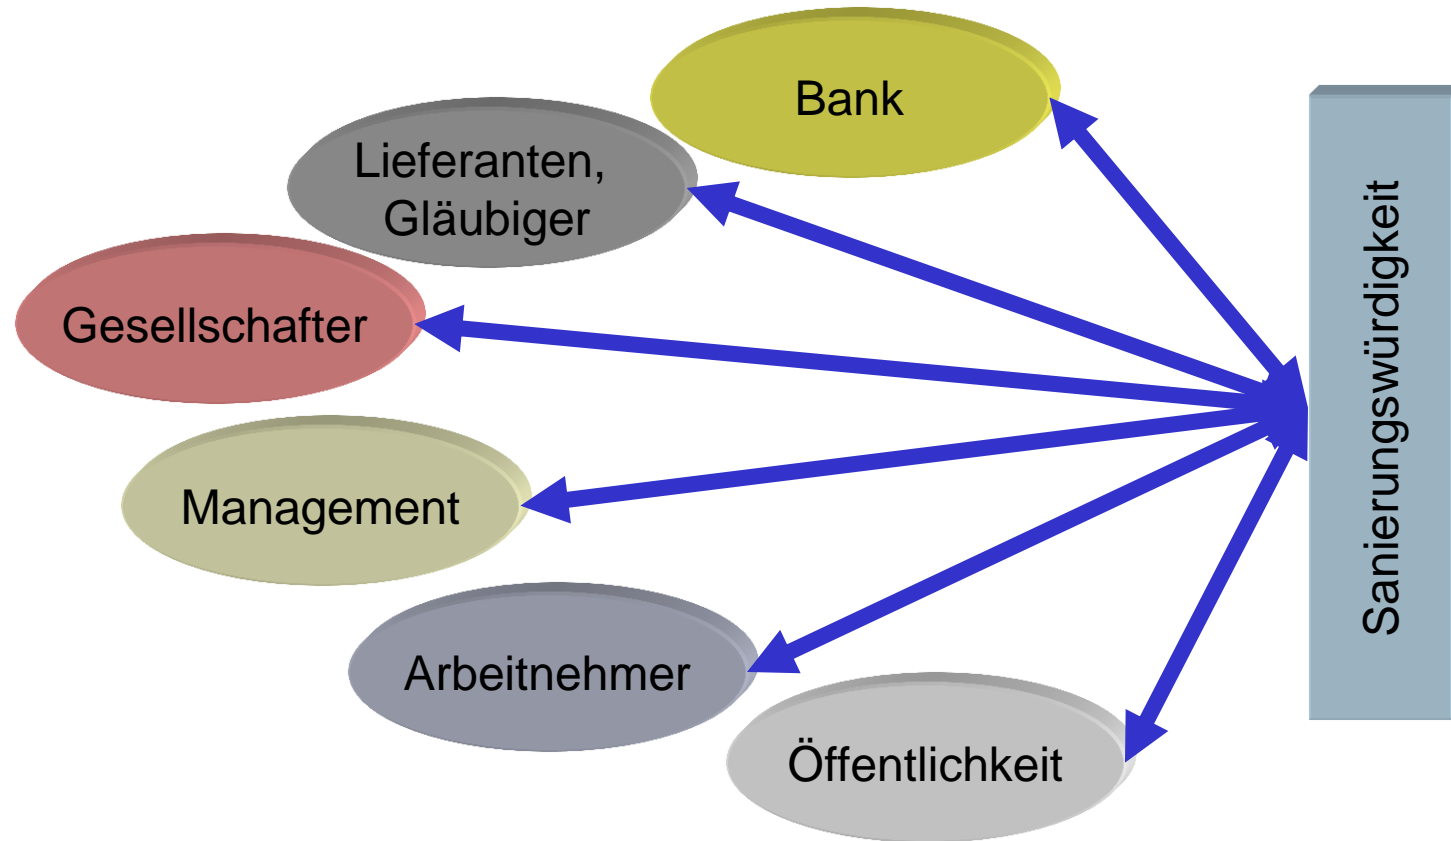 Bank
Lieferanten,
Gläubiger
Gesellschafter
Management
Arbeitnehmer
Öffentlichkeit
Sanierungswürdigkeit